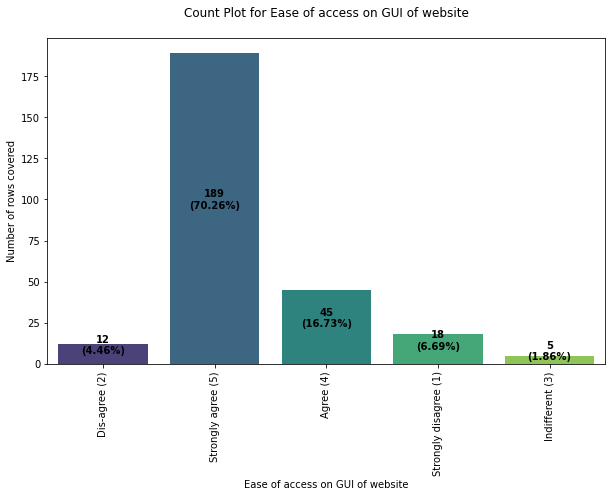 Count Plot for Ease of access on GUI of website
Number of rows covered
175
150
125
100
75
50
25
0
12
(4.46%)
189
(70.26%)
45
(16.73%)
18
(6.69%)
5
(1.86%)
Dis-agree (2)
Strongly agree (5)
Agree (4)
Strongly disagree (1)
Indifferent (3)
Ease of access on GUI of website